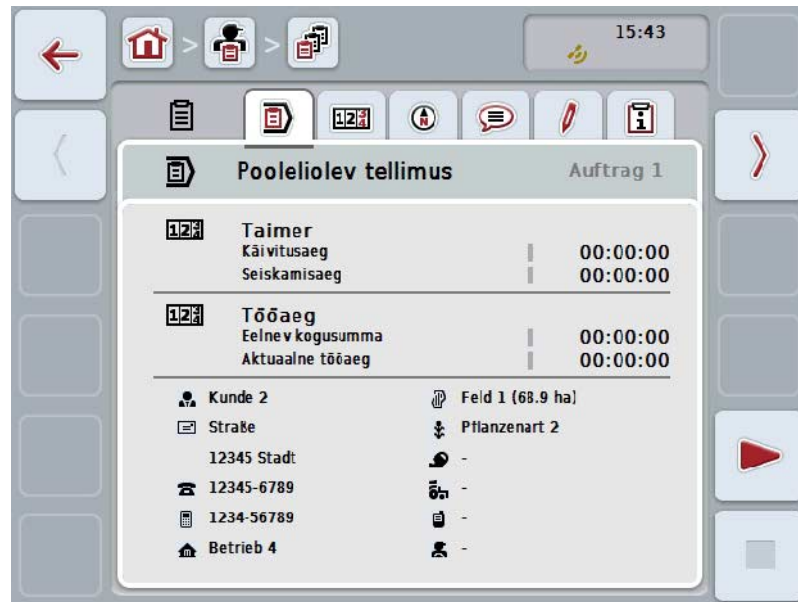 15:43
Pooleliolev tellimus Auftrag 1
Taimer
Käivitusaeg 00:00:00
Seiskamisaeg 00:00:00
Tööaeg
Eelnev kogusumma 00:00:00
Aktuaalne tööaeg 00:00:00
Kunde 2 Feld 1 (68.9 ha)
Straße Pflanzenart 2
12345 Stadt -
12345-6789 -
1234-56789 -
Betrieb 4 -